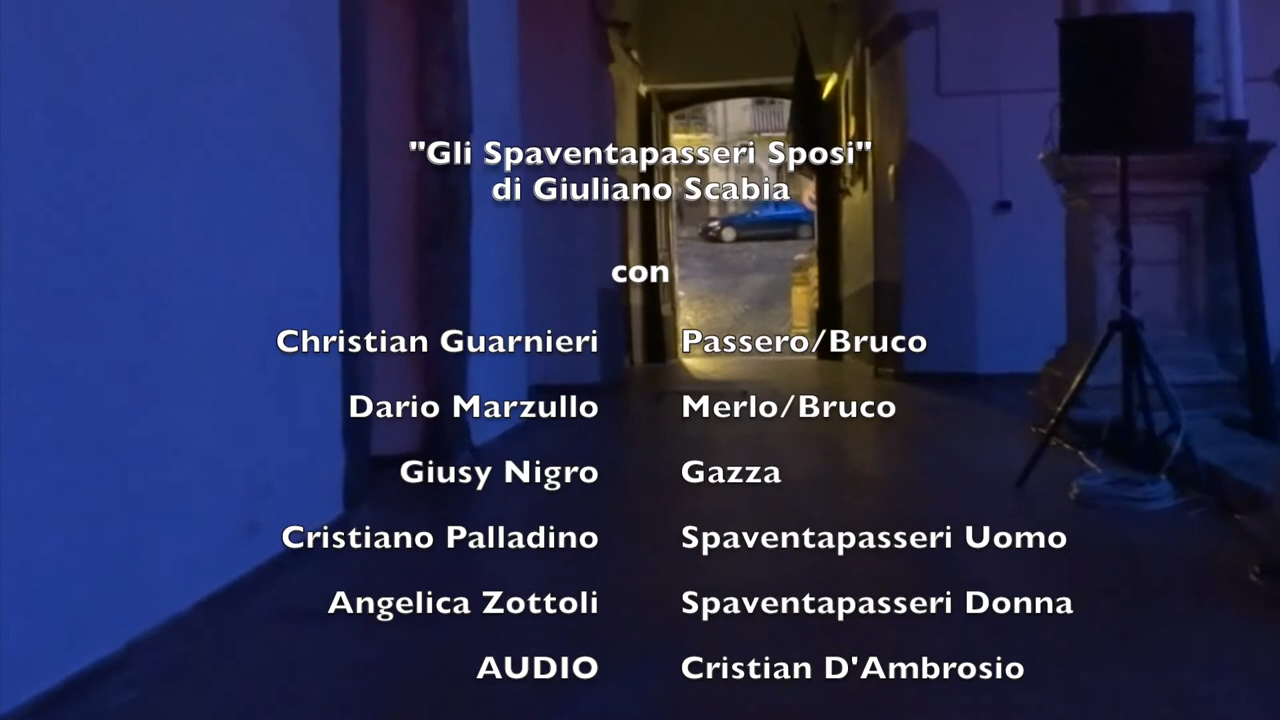 "Gli Spaventapasseri Sposi"
di Giuliano Scabia
con
Christian Guarnieri Passero/Bruco
Dario Marzullo Merlo/Bruco
Giusy Nigro Gazza
Cristiano Palladino Spaventapasseri Uomo
Angelica Zottoli Spaventapasseri Donna
AUDIO Cristian D'Ambrosio